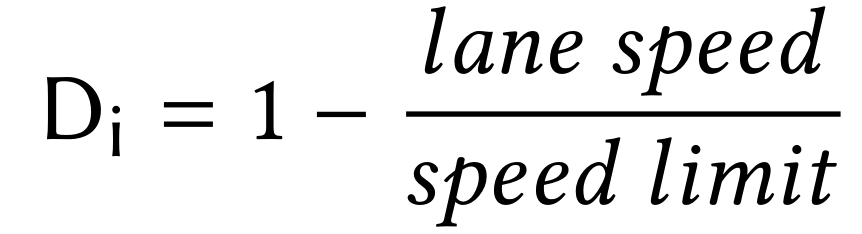 Dᵢ = 1 − lane speed / speed limit